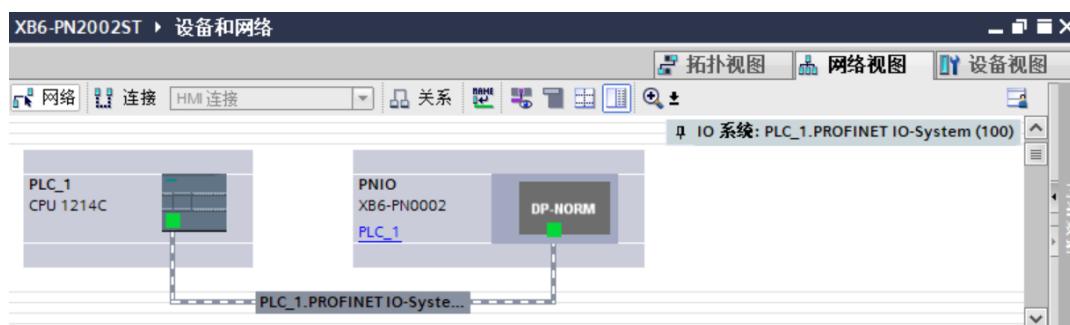 XB6-PN2002ST ▸ 设备和网络
拓扑视图 网络视图 设备视图
网络 连接 HMI 连接 关系
IO 系统: PLC_1.PROFINET IO-System (100)
PLC_1
CPU 1214C
PNIO
XB6-PN0002
PLC_1
DP-NORM
PLC_1.PROFINET IO-Syste...